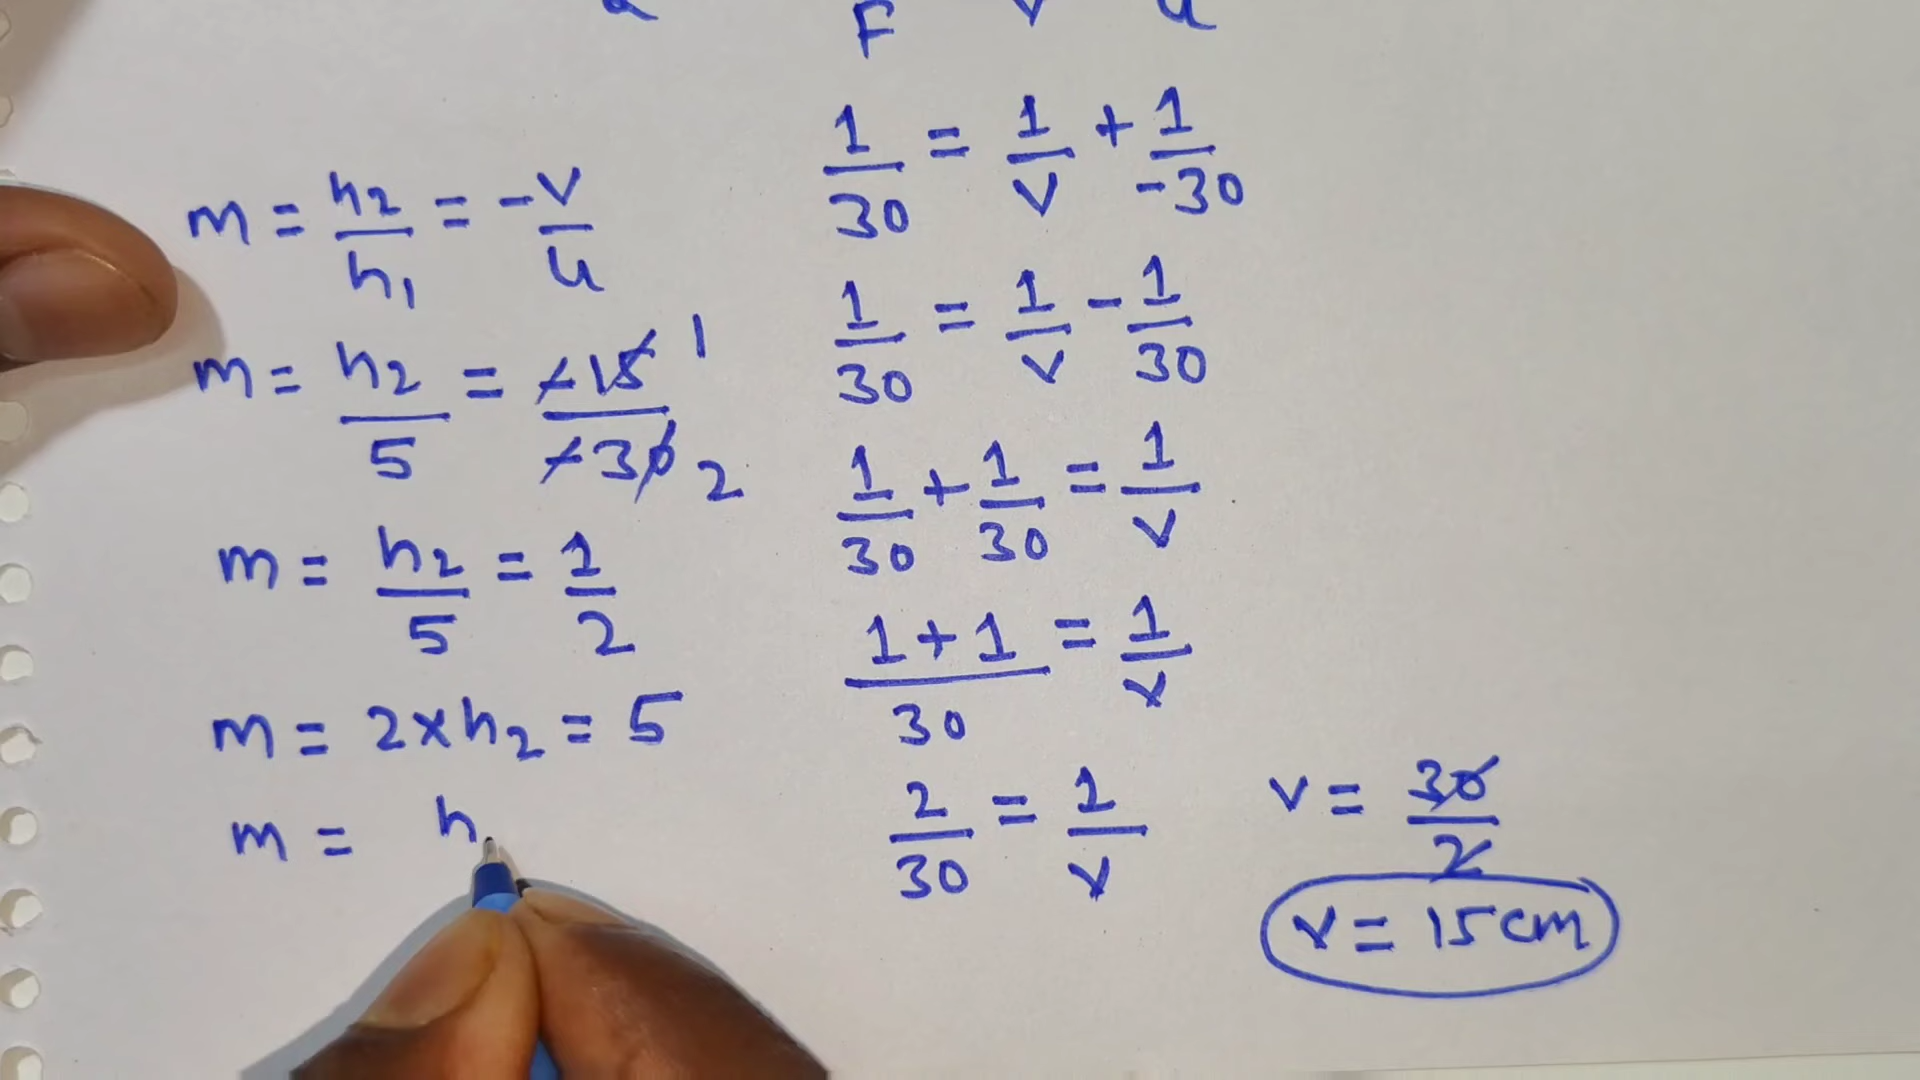 F v u
m = h2/h1 = -v/u
m = h2/5 = -15/-30 1 2
m = h2/5 = 1/2
m = 2×h2 = 5
m = h
1/30 = 1/v + 1/-30
1/30 = 1/v - 1/30
1/30 + 1/30 = 1/v
1+1/30 = 1/v
2/30 = 1/v
v = 30/2
v = 15cm